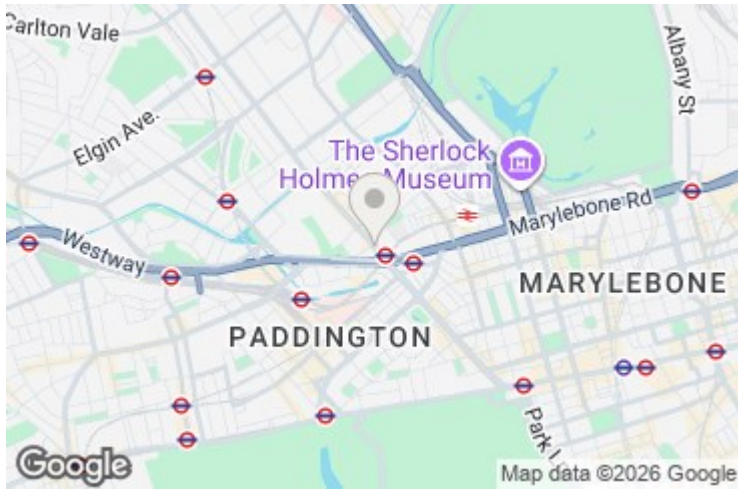 Carlton Vale
Albany St
Elgin Ave.
The Sherlock
Holmes Museum
Marylebone Rd
Westway
MARYLEBONE
PADDINGTON
Park L
Google
Map data ©2026 Google